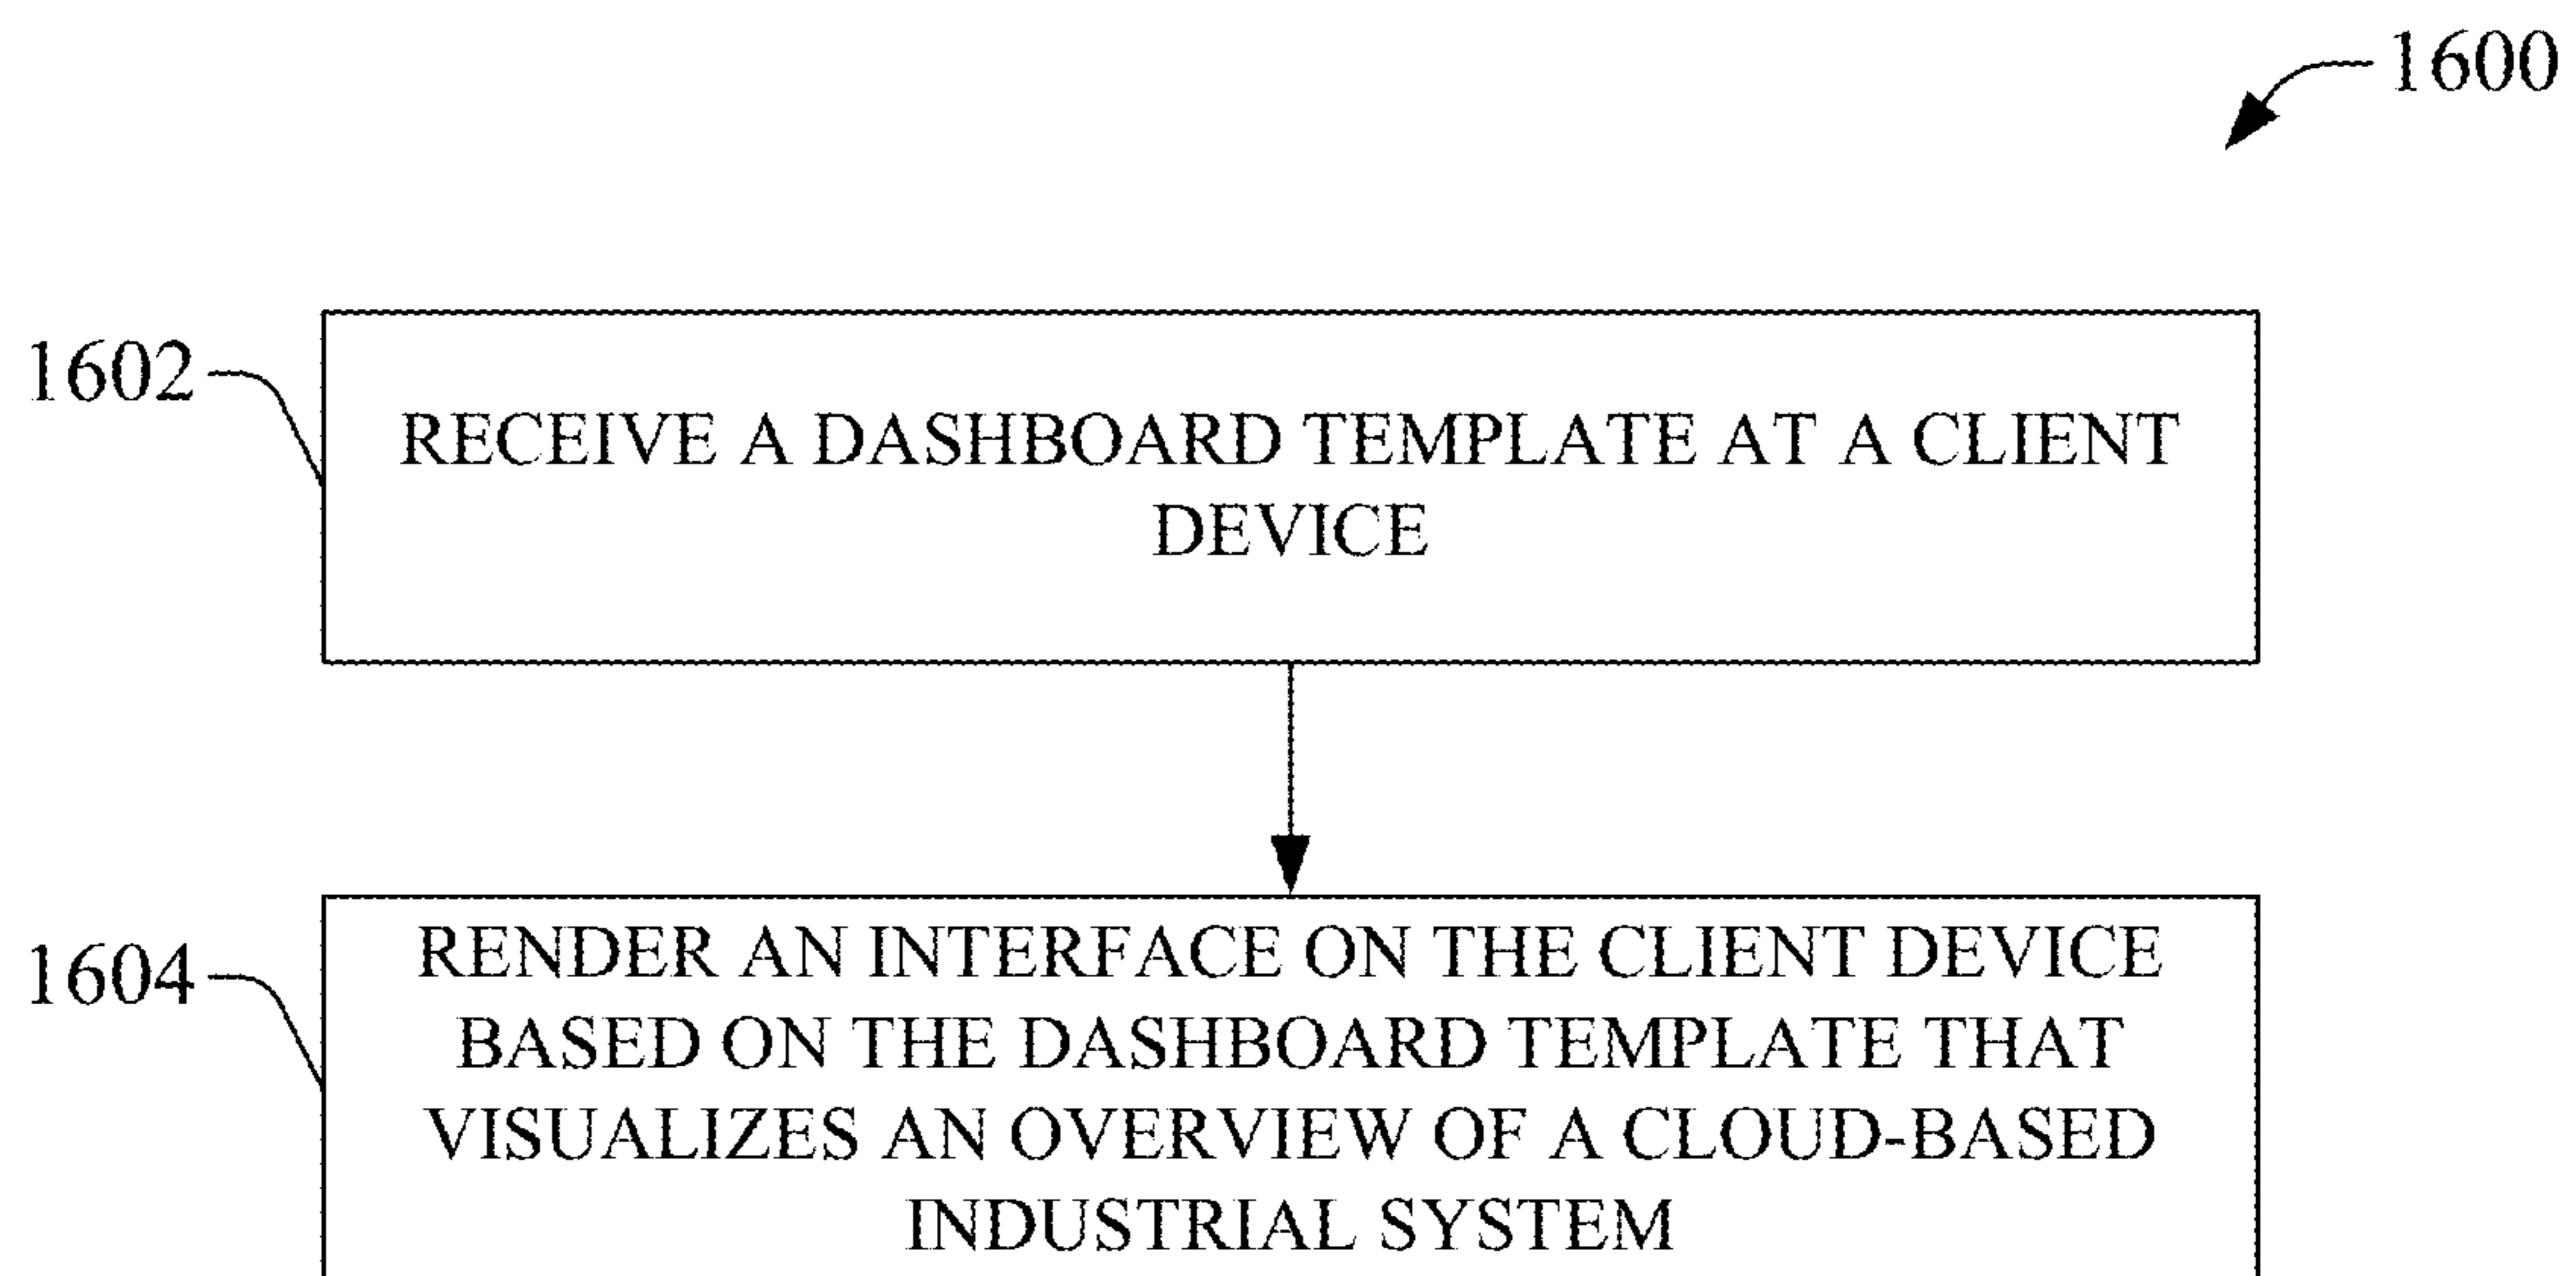 1600
1602
RECEIVE A DASHBOARD TEMPLATE AT A CLIENT
DEVICE
1604
RENDER AN INTERFACE ON THE CLIENT DEVICE
BASED ON THE DASHBOARD TEMPLATE THAT
VISUALIZES AN OVERVIEW OF A CLOUD-BASED
INDUSTRIAL SYSTEM